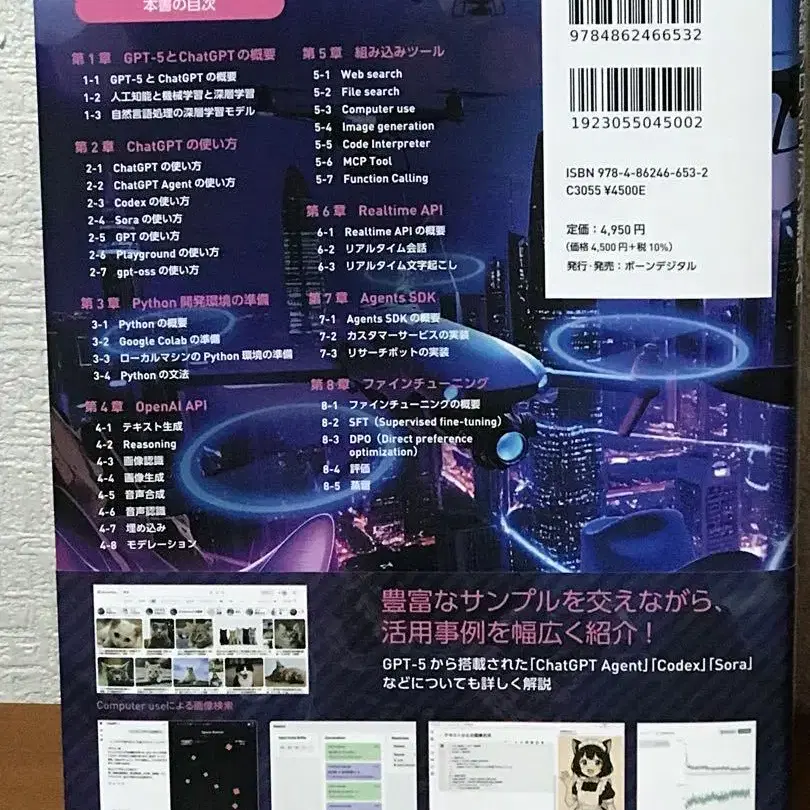 本書の目次
第1章 GPT-5とChatGPTの概要
1-1 GPT-5とChatGPTの概要
1-2 人工知能と機械学習と深層学習
1-3 自然言語処理の深層学習モデル
第2章 ChatGPTの使い方
2-1 ChatGPTの使い方
2-2 ChatGPT Agentの使い方
2-3 Codexの使い方
2-4 Soraの使い方
2-5 GPTの使い方
2-6 Playgroundの使い方
2-7 gpt-ossの使い方
第3章 Python開発環境の準備
3-1 Pythonの概要
3-2 Google Colabの準備
3-3 ローカルマシンのPython環境の準備
3-4 Pythonの文法
第4章 OpenAI API
4-1 テキスト生成
4-2 Reasoning
4-3 画像認識
4-4 画像生成
4-5 音声合成
4-6 音声認識
4-7 埋め込み
4-8 モデレーション
第5章 組み込みツール
5-1 Web search
5-2 File search
5-3 Computer use
5-4 Image generation
5-5 Code Interpreter
5-6 MCP Tool
5-7 Function Calling
第6章 Realtime API
6-1 Realtime APIの概要
6-2 リアルタイム会話
6-3 リアルタイム文字起こし
第7章 Agents SDK
7-1 Agents SDKの概要
7-2 カスタマーサービスの実装
7-3 リサーチボットの実装
第8章 ファインチューニング
8-1 ファインチューニングの概要
8-2 SFT(Supervised fine-tuning)
8-3 DPO(Direct preference
optimization)
8-4 評価
8-5 蒸留
9784862466532
1923055045002
ISBN 978-4-86246-653-2
C3055 ¥4500E
定価:4,950円
(価格4,500円+税10%)
発行・発売:ボーンデジタル
豊富なサンプルを交えながら、
活用事例を幅広く紹介!
GPT-5から搭載された「ChatGPT Agent」「Codex」「Sora」
などについても詳しく解説
Computer useによる画像検索